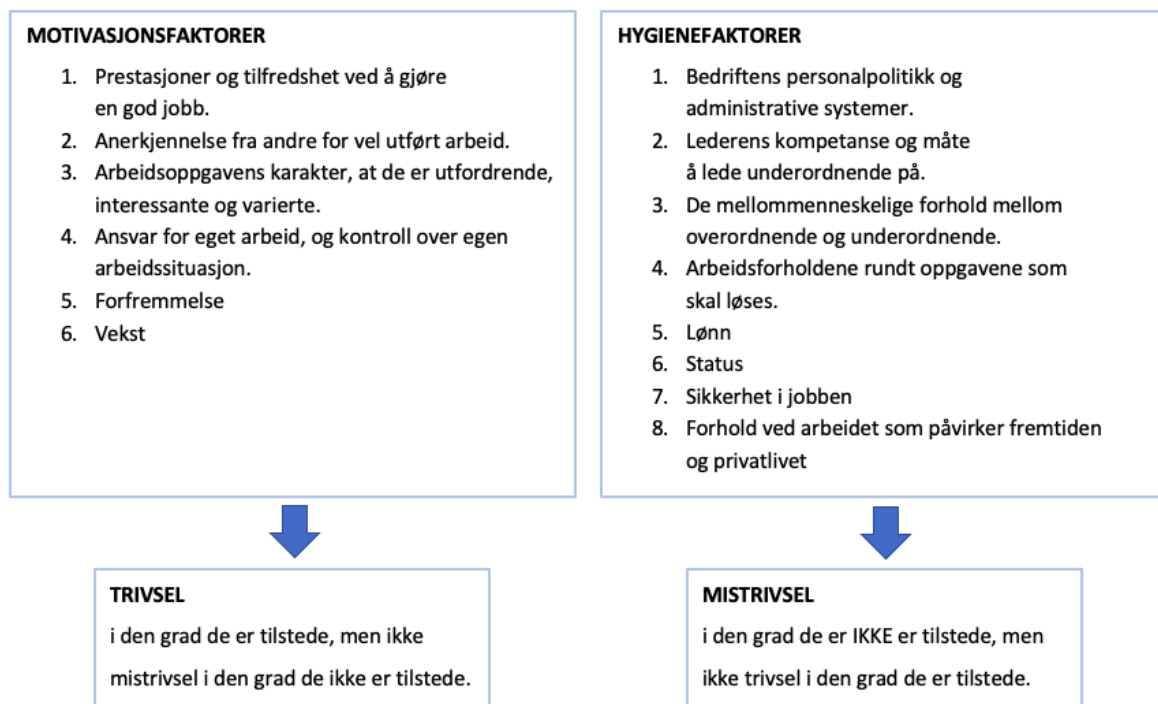 MOTIVASJONSFAKTORER
1. Prestasjoner og tilfredshet ved å gjøre
en god jobb.
2. Anerkjennelse fra andre for vel utført arbeid.
3. Arbeidsoppgavens karakter, at de er utfordrende,
interessante og varierte.
4. Ansvar for eget arbeid, og kontroll over egen
arbeidssituasjon.
5. Forfremmelse
6. Vekst
HYGIENEFAKTORER
1. Bedriftens personalpolitikk og
administrative systemer.
2. Lederens kompetanse og måte
å lede underordnende på.
3. De mellommenneskelige forhold mellom
overordnende og underordnende.
4. Arbeidsforholdene rundt oppgavene som
skal løses.
5. Lønn
6. Status
7. Sikkerhet i jobben
8. Forhold ved arbeidet som påvirker fremtiden
og privatlivet
TRIVSEL
i den grad de er tilstede, men ikke
mistrivsel i den grad de ikke er tilstede.
MISTRIVSEL
i den grad de er IKKE er tilstede, men
ikke trivsel i den grad de er tilstede.